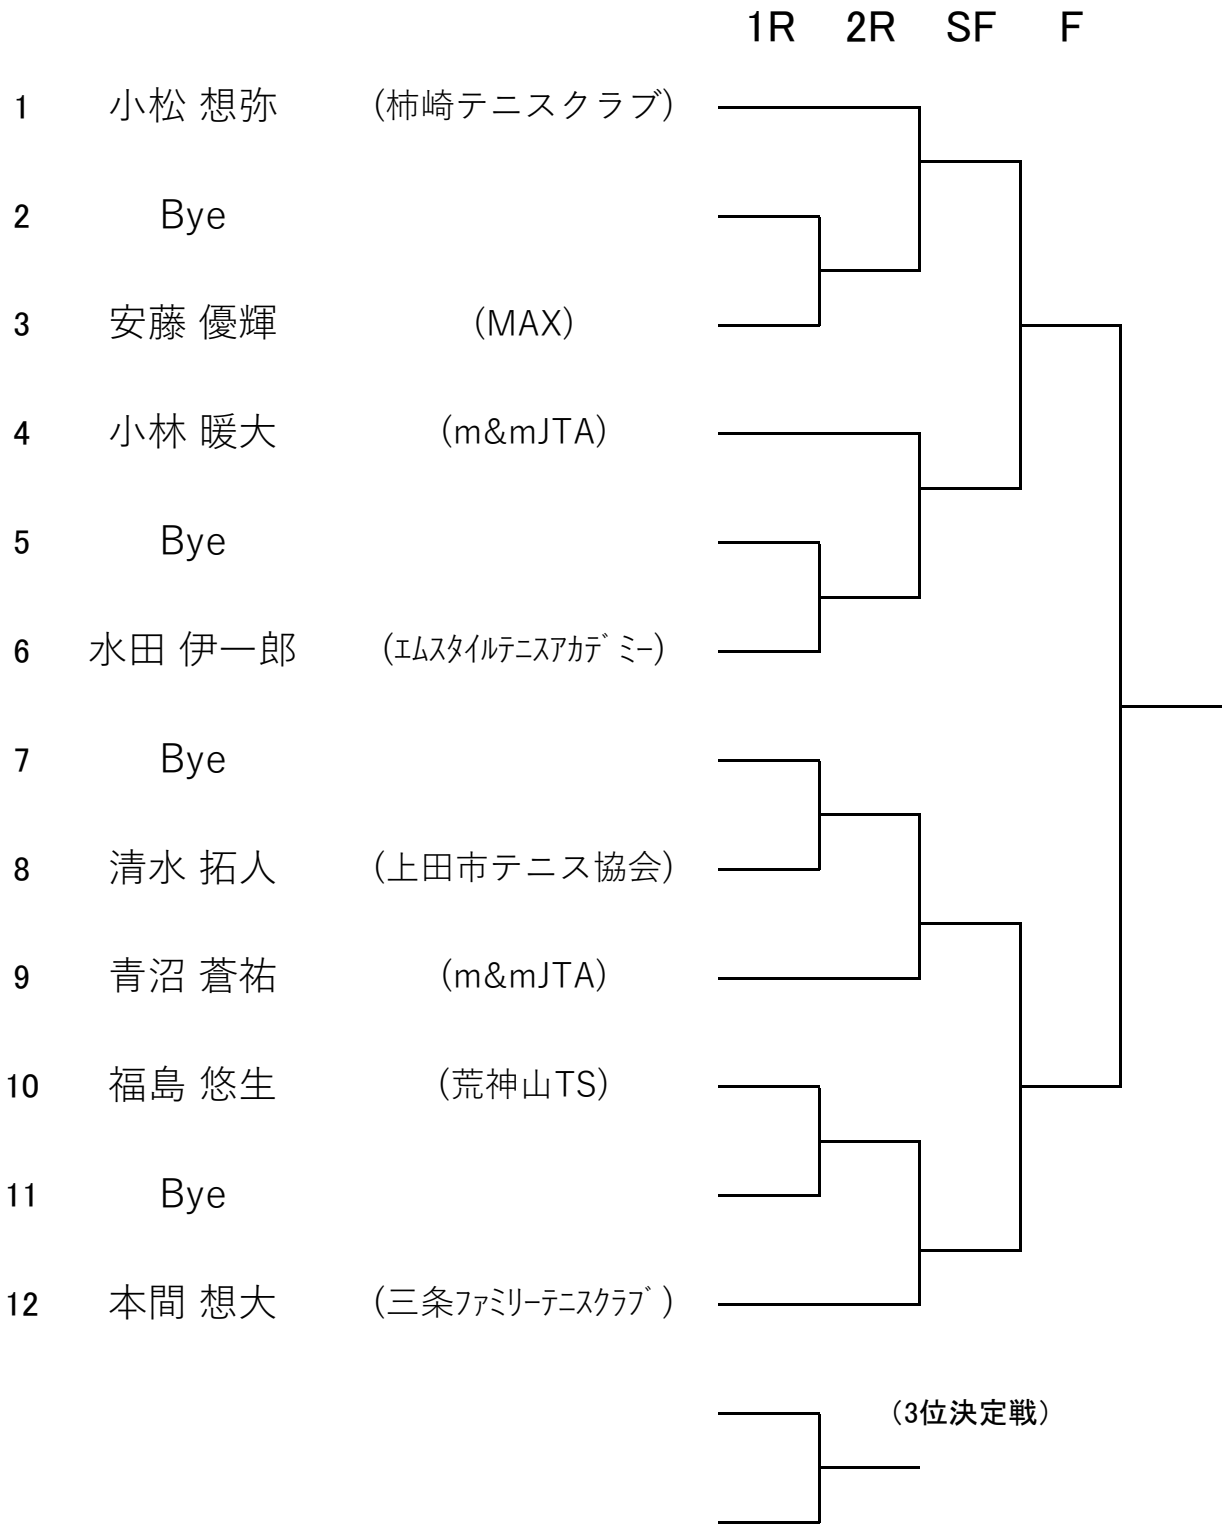 1R 2R SF F
1 小松 想弥 (柿崎テニスクラブ)
2 Bye
3 安藤 優輝 (MAX)
4 小林 暖大 (m&mJTA)
5 Bye
6 水田 伊一郎 (ｴﾑｽﾀｲﾙﾃﾆｽｱｶﾃﾞﾐｰ)
7 Bye
8 清水 拓人 (上田市テニス協会)
9 青沼 蒼祐 (m&mJTA)
10 福島 悠生 (荒神山TS)
11 Bye
12 本間 想大 (三条ﾌｧﾐﾘｰﾃﾆｽｸﾗﾌﾞ)
(3位決定戦)